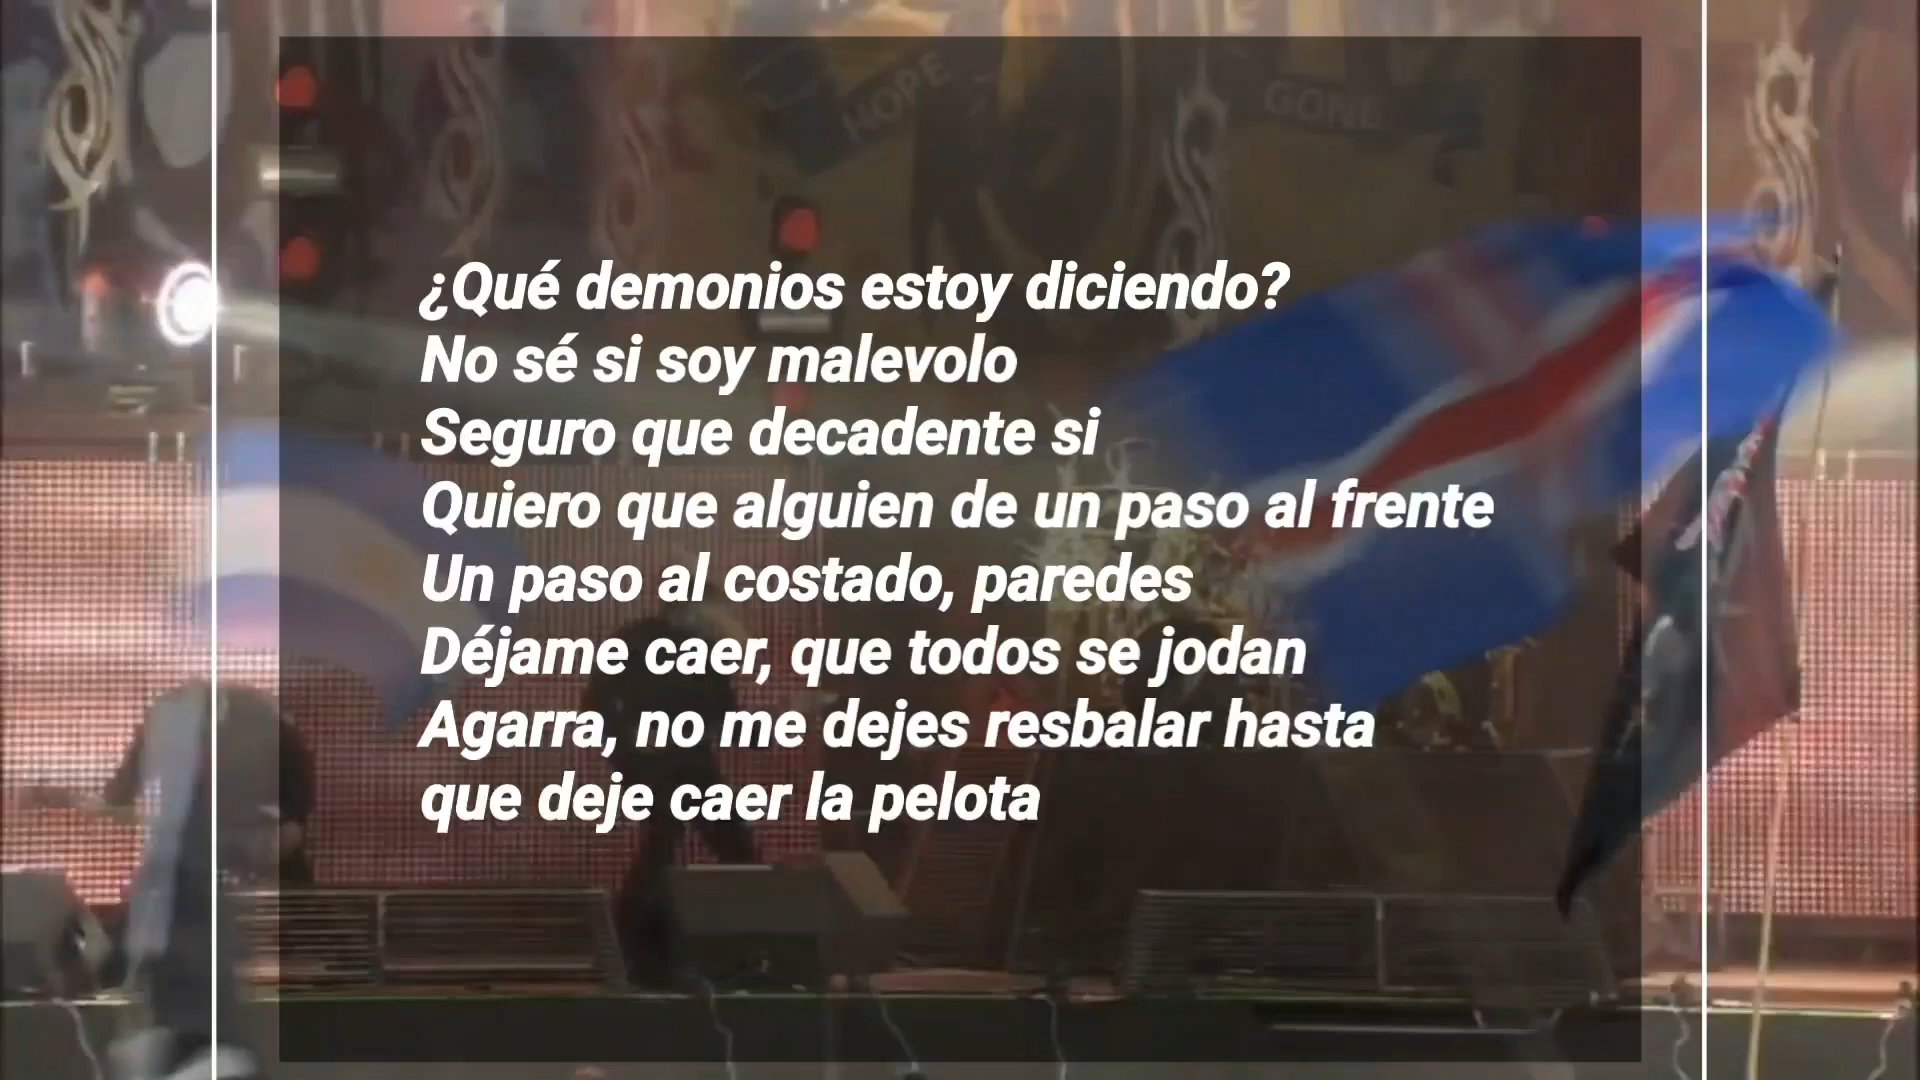 HOPE
GONE
¿Qué demonios estoy diciendo?
No sé si soy malevolo
Seguro que decadente si
Quiero que alguien de un paso al frente
Un paso al costado, paredes
Déjame caer, que todos se jodan
Agarra, no me dejes resbalar hasta
que deje caer la pelota